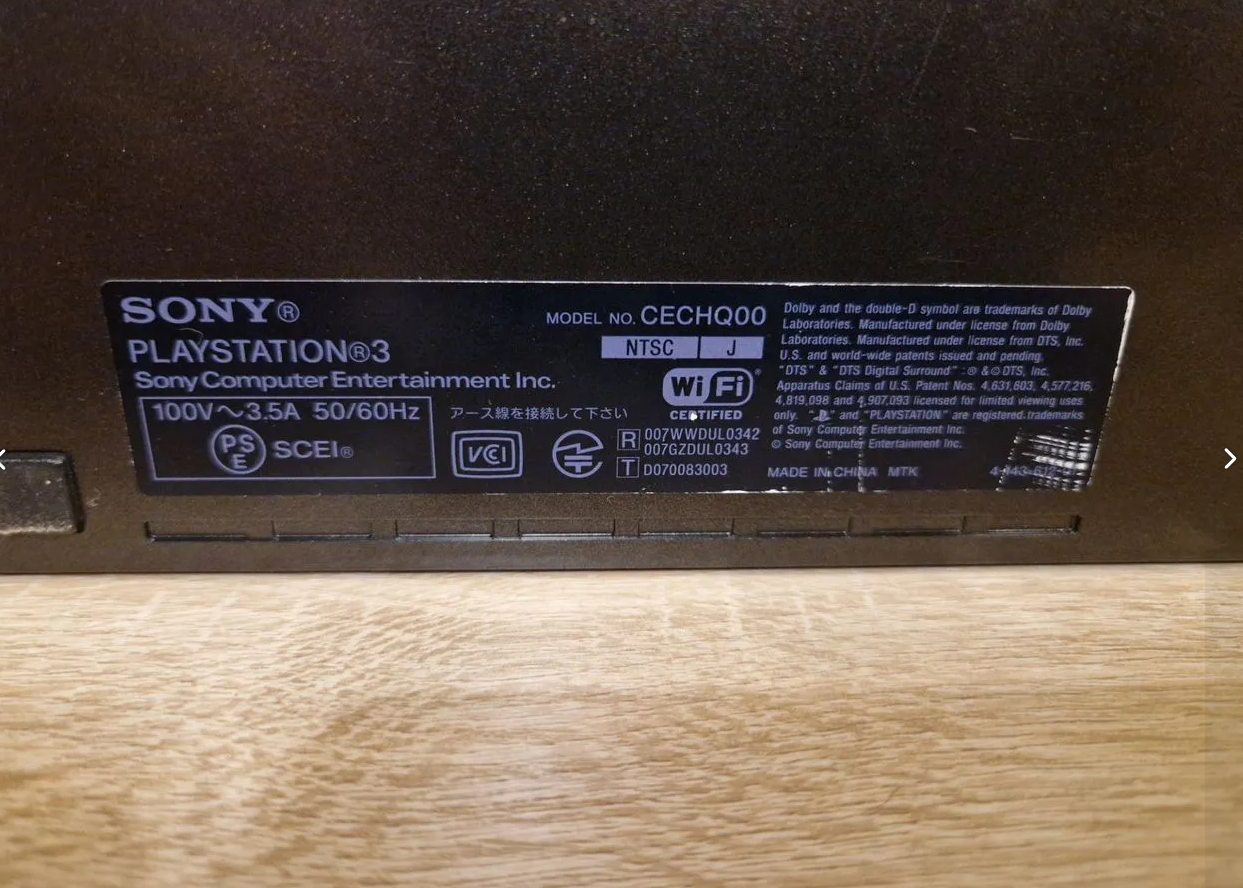 SONY®
PLAYSTATION®3
Sony Computer Entertainment Inc.
100V～3.5A 50/60Hz
PS
E
SCEI®
MODEL NO. CECHQ00
NTSC J
Wi Fi®
CERTIFIED
アース線を接続して下さい
VCI
R 007WWDUL0342
007GZDUL0343
T D070083003
Dolby and the double-D symbol are trademarks of Dolby
Laboratories. Manufactured under license from Dolby
Laboratories. Manufactured under license from DTS, Inc.
U.S. and world-wide patents issued and pending.
"DTS" & "DTS Digital Surround" : ® & © DTS, Inc.
Apparatus Claims of U.S. Patent Nos. 4,631,603, 4,577,216,
4,819,098 and 4,907,093 licensed for limited viewing uses
only. " " and "PLAYSTATION" are registered trademarks
of Sony Computer Entertainment Inc.
© Sony Computer Entertainment Inc.
MADE IN CHINA MTK